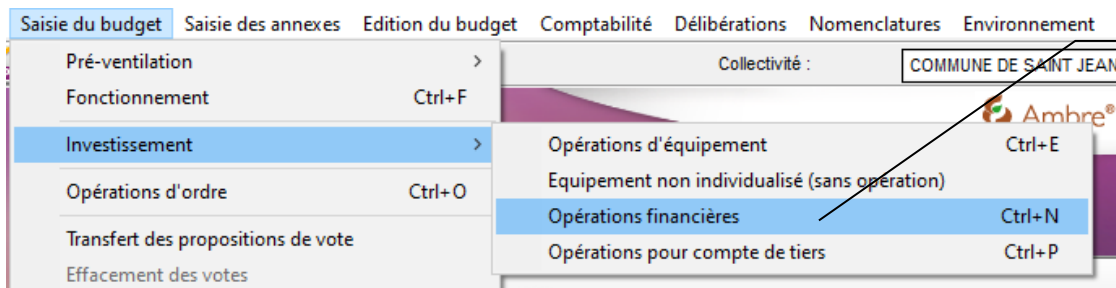 Saisie du budget Saisie des annexes Edition du budget Comptabilité Délibérations Nomenclatures Environnement
Collectivité : COMMUNE DE SAINT JEAN
Ambre®
Pré-ventilation >
Fonctionnement Ctrl+F
Investissement >
Opérations d'ordre Ctrl+O
Transfert des propositions de vote
Effacement des votes
Opérations d'équipement Ctrl+E
Equipement non individualisé (sans opération)
Opérations financières Ctrl+N
Opérations pour compte de tiers Ctrl+P